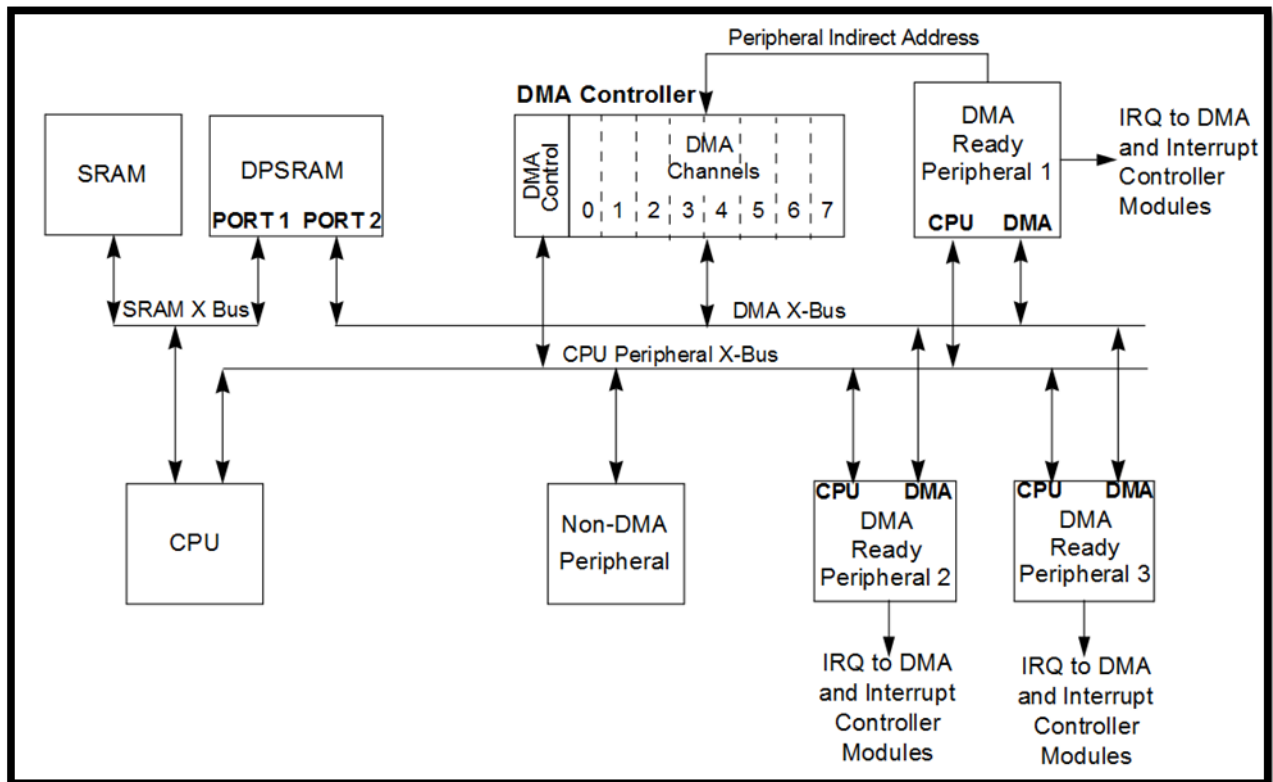 Peripheral Indirect Address
DMA Controller
SRAM
DPSRAM
PORT 1 PORT 2
DMA
Control
DMA
Channels
0 1 2 3 4 5 6 7
DMA
Ready
Peripheral 1
CPU DMA
IRQ to DMA
and Interrupt
Controller
Modules
SRAM X Bus
DMA X-Bus
CPU Peripheral X-Bus
CPU
Non-DMA
Peripheral
CPU DMA
DMA
Ready
Peripheral 2
CPU DMA
DMA
Ready
Peripheral 3
IRQ to DMA
and Interrupt
Controller
Modules
IRQ to DMA
and Interrupt
Controller
Modules